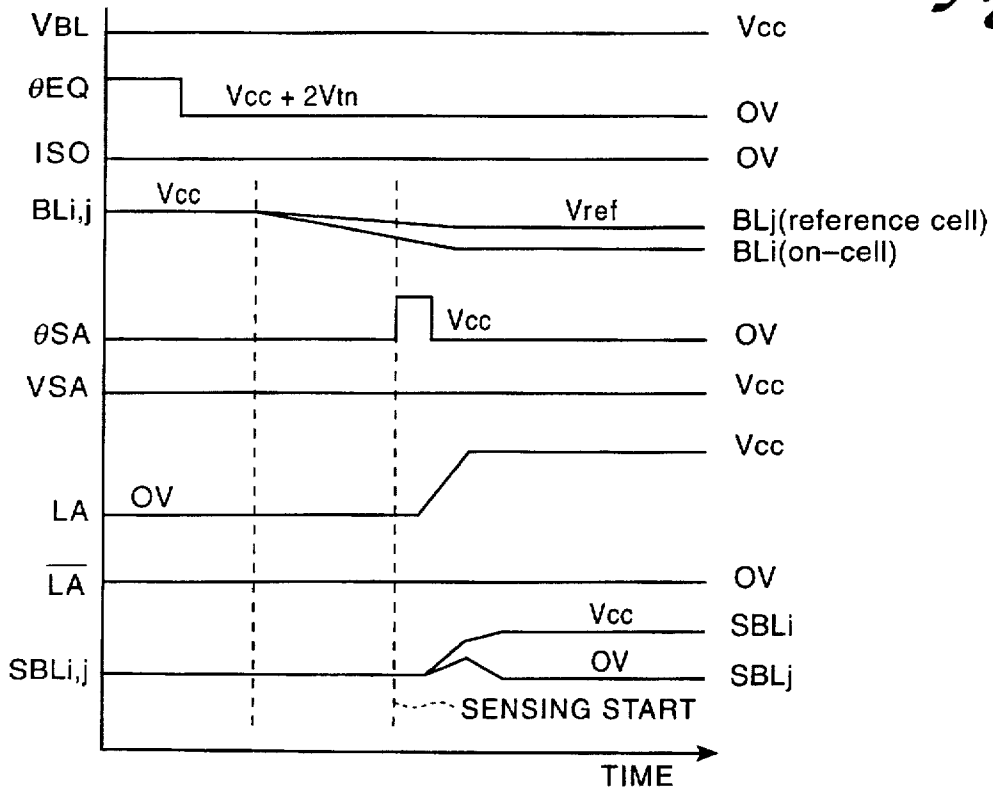 VBL Vcc
θEQ Vcc + 2Vtn OV
ISO OV
BLi,j Vcc Vref BLj(reference cell)
BLi(on–cell)
θSA Vcc OV
VSA Vcc
Vcc
LA OV
LA OV
Vcc SBLi
SBLi,j OV SBLj
SENSING START
TIME